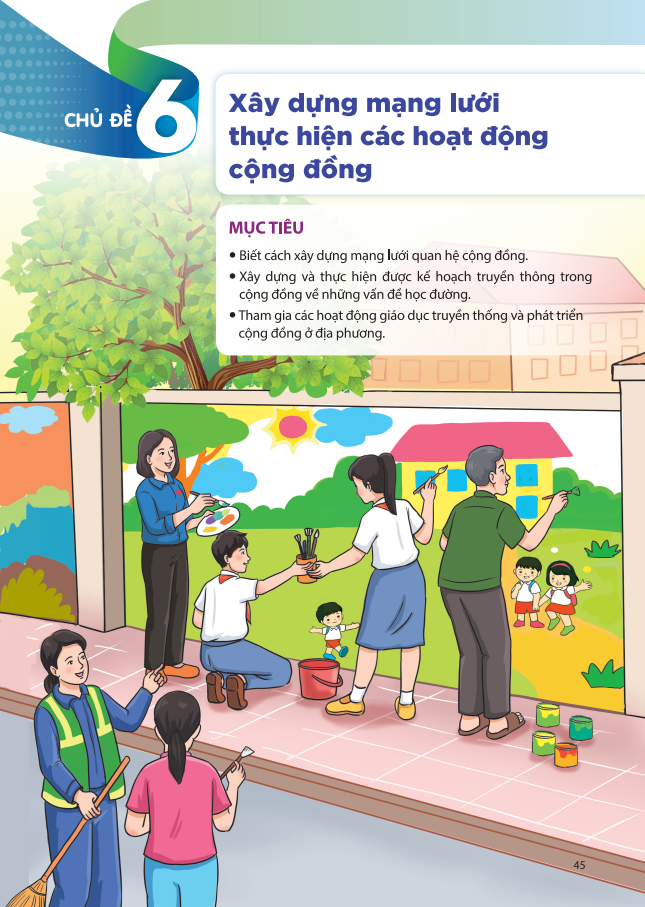 CHỦ ĐỀ 6
Xây dựng mạng lưới
thực hiện các hoạt động
cộng đồng
MỤC TIÊU
• Biết cách xây dựng mạng lưới quan hệ cộng đồng.
• Xây dựng và thực hiện được kế hoạch truyền thông trong
cộng đồng về những vấn đề học đường.
• Tham gia các hoạt động giáo dục truyền thống và phát triển
cộng đồng ở địa phương.
45